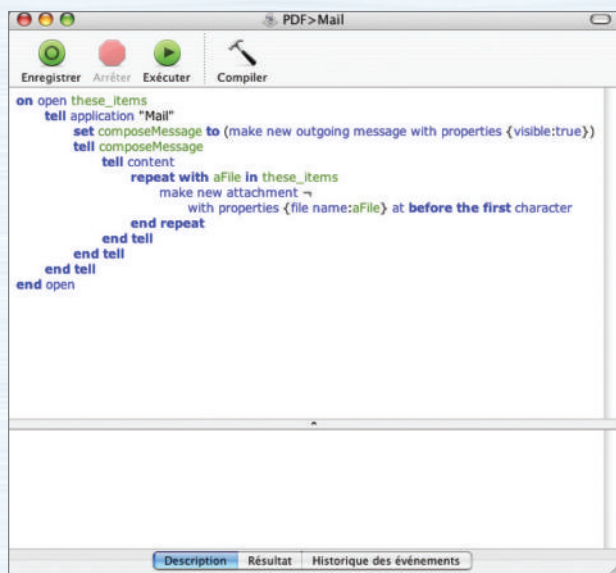 PDF>Mail
Enregistrer Arrêter Exécuter Compiler
on open these_items
tell application "Mail"
set composeMessage to (make new outgoing message with properties {visible:true})
tell composeMessage
tell content
repeat with aFile in these_items
make new attachment ¬
with properties {file name:aFile} at before the first character
end repeat
end tell
end tell
end tell
end open
Description Résultat Historique des événements